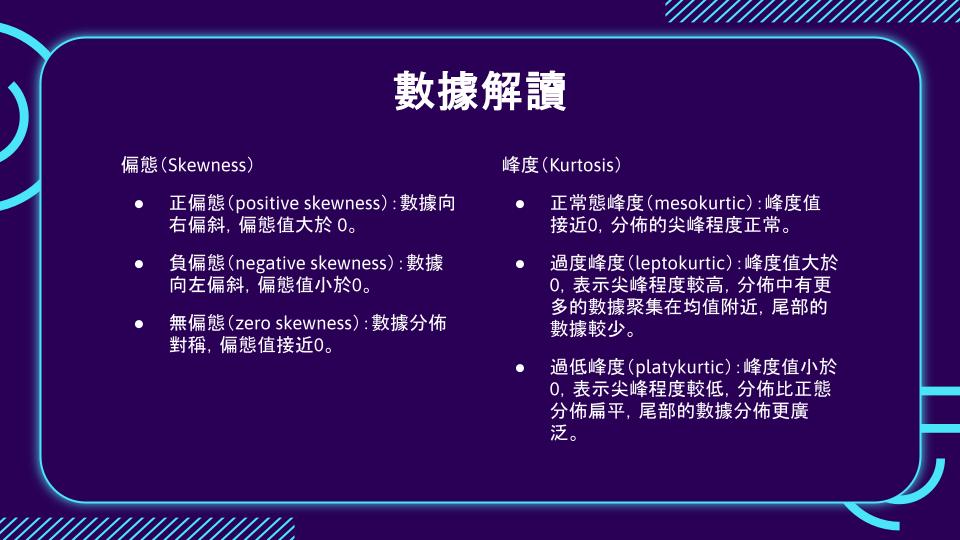 數據解讀
偏態（Skewness）
● 正偏態（positive skewness）：數據向
右偏斜，偏態值大於 0。
● 負偏態（negative skewness）：數據
向左偏斜，偏態值小於0。
● 無偏態（zero skewness）：數據分佈
對稱，偏態值接近0。
峰度（Kurtosis）
● 正常態峰度（mesokurtic）：峰度值
接近0，分佈的尖峰程度正常。
● 過度峰度（leptokurtic）：峰度值大於
0，表示尖峰程度較高，分佈中有更
多的數據聚集在均值附近，尾部的
數據較少。
● 過低峰度（platykurtic）：峰度值小於
0，表示尖峰程度較低，分佈比正態
分佈扁平，尾部的數據分佈更廣
泛。